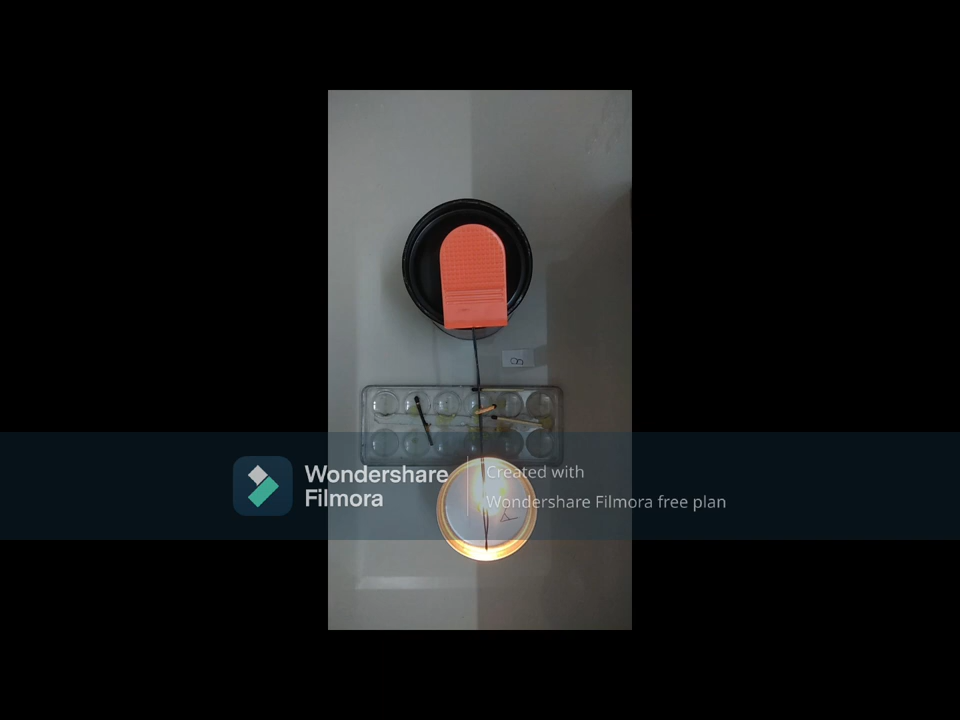 B
Wondershare
Filmora
Created with
Wondershare Filmora free plan
A